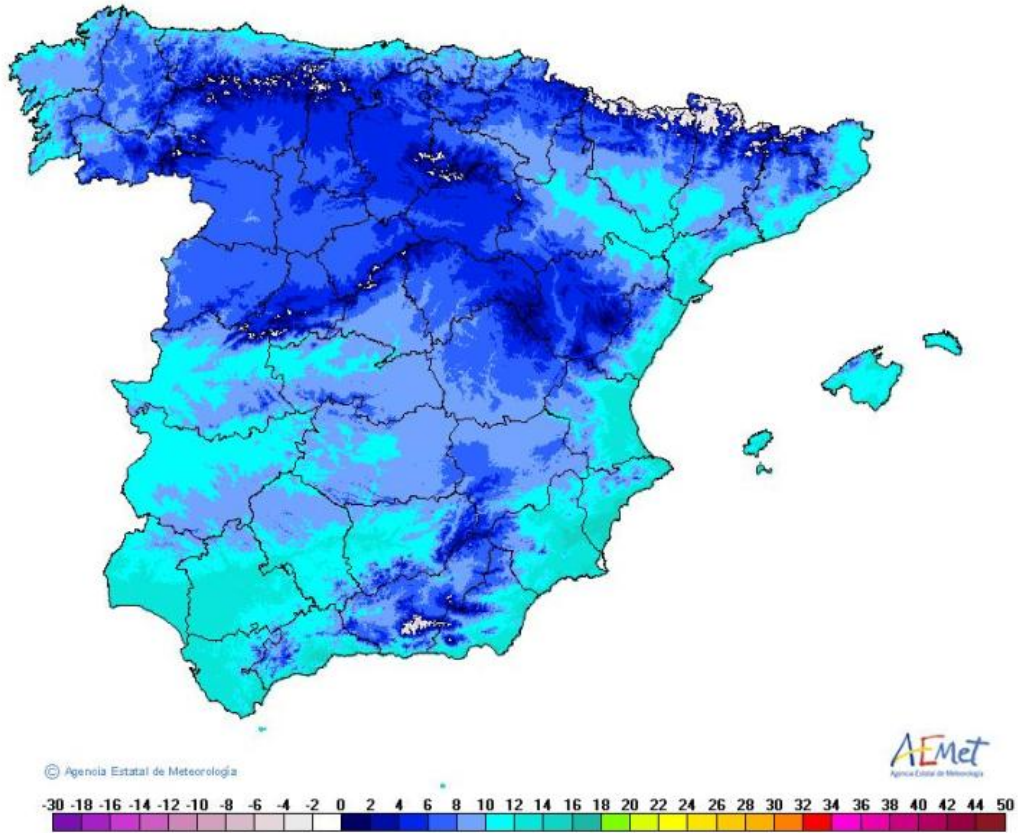 AEMet
Agencia Estatal de Meteorología
© Agencia Estatal de Meteorología
-30 -18 -16 -14 -12 -10 -8 -6 -4 -2 0 2 4 6 8 10 12 14 16 18 20 22 24 26 28 30 32 34 36 38 40 42 44 50